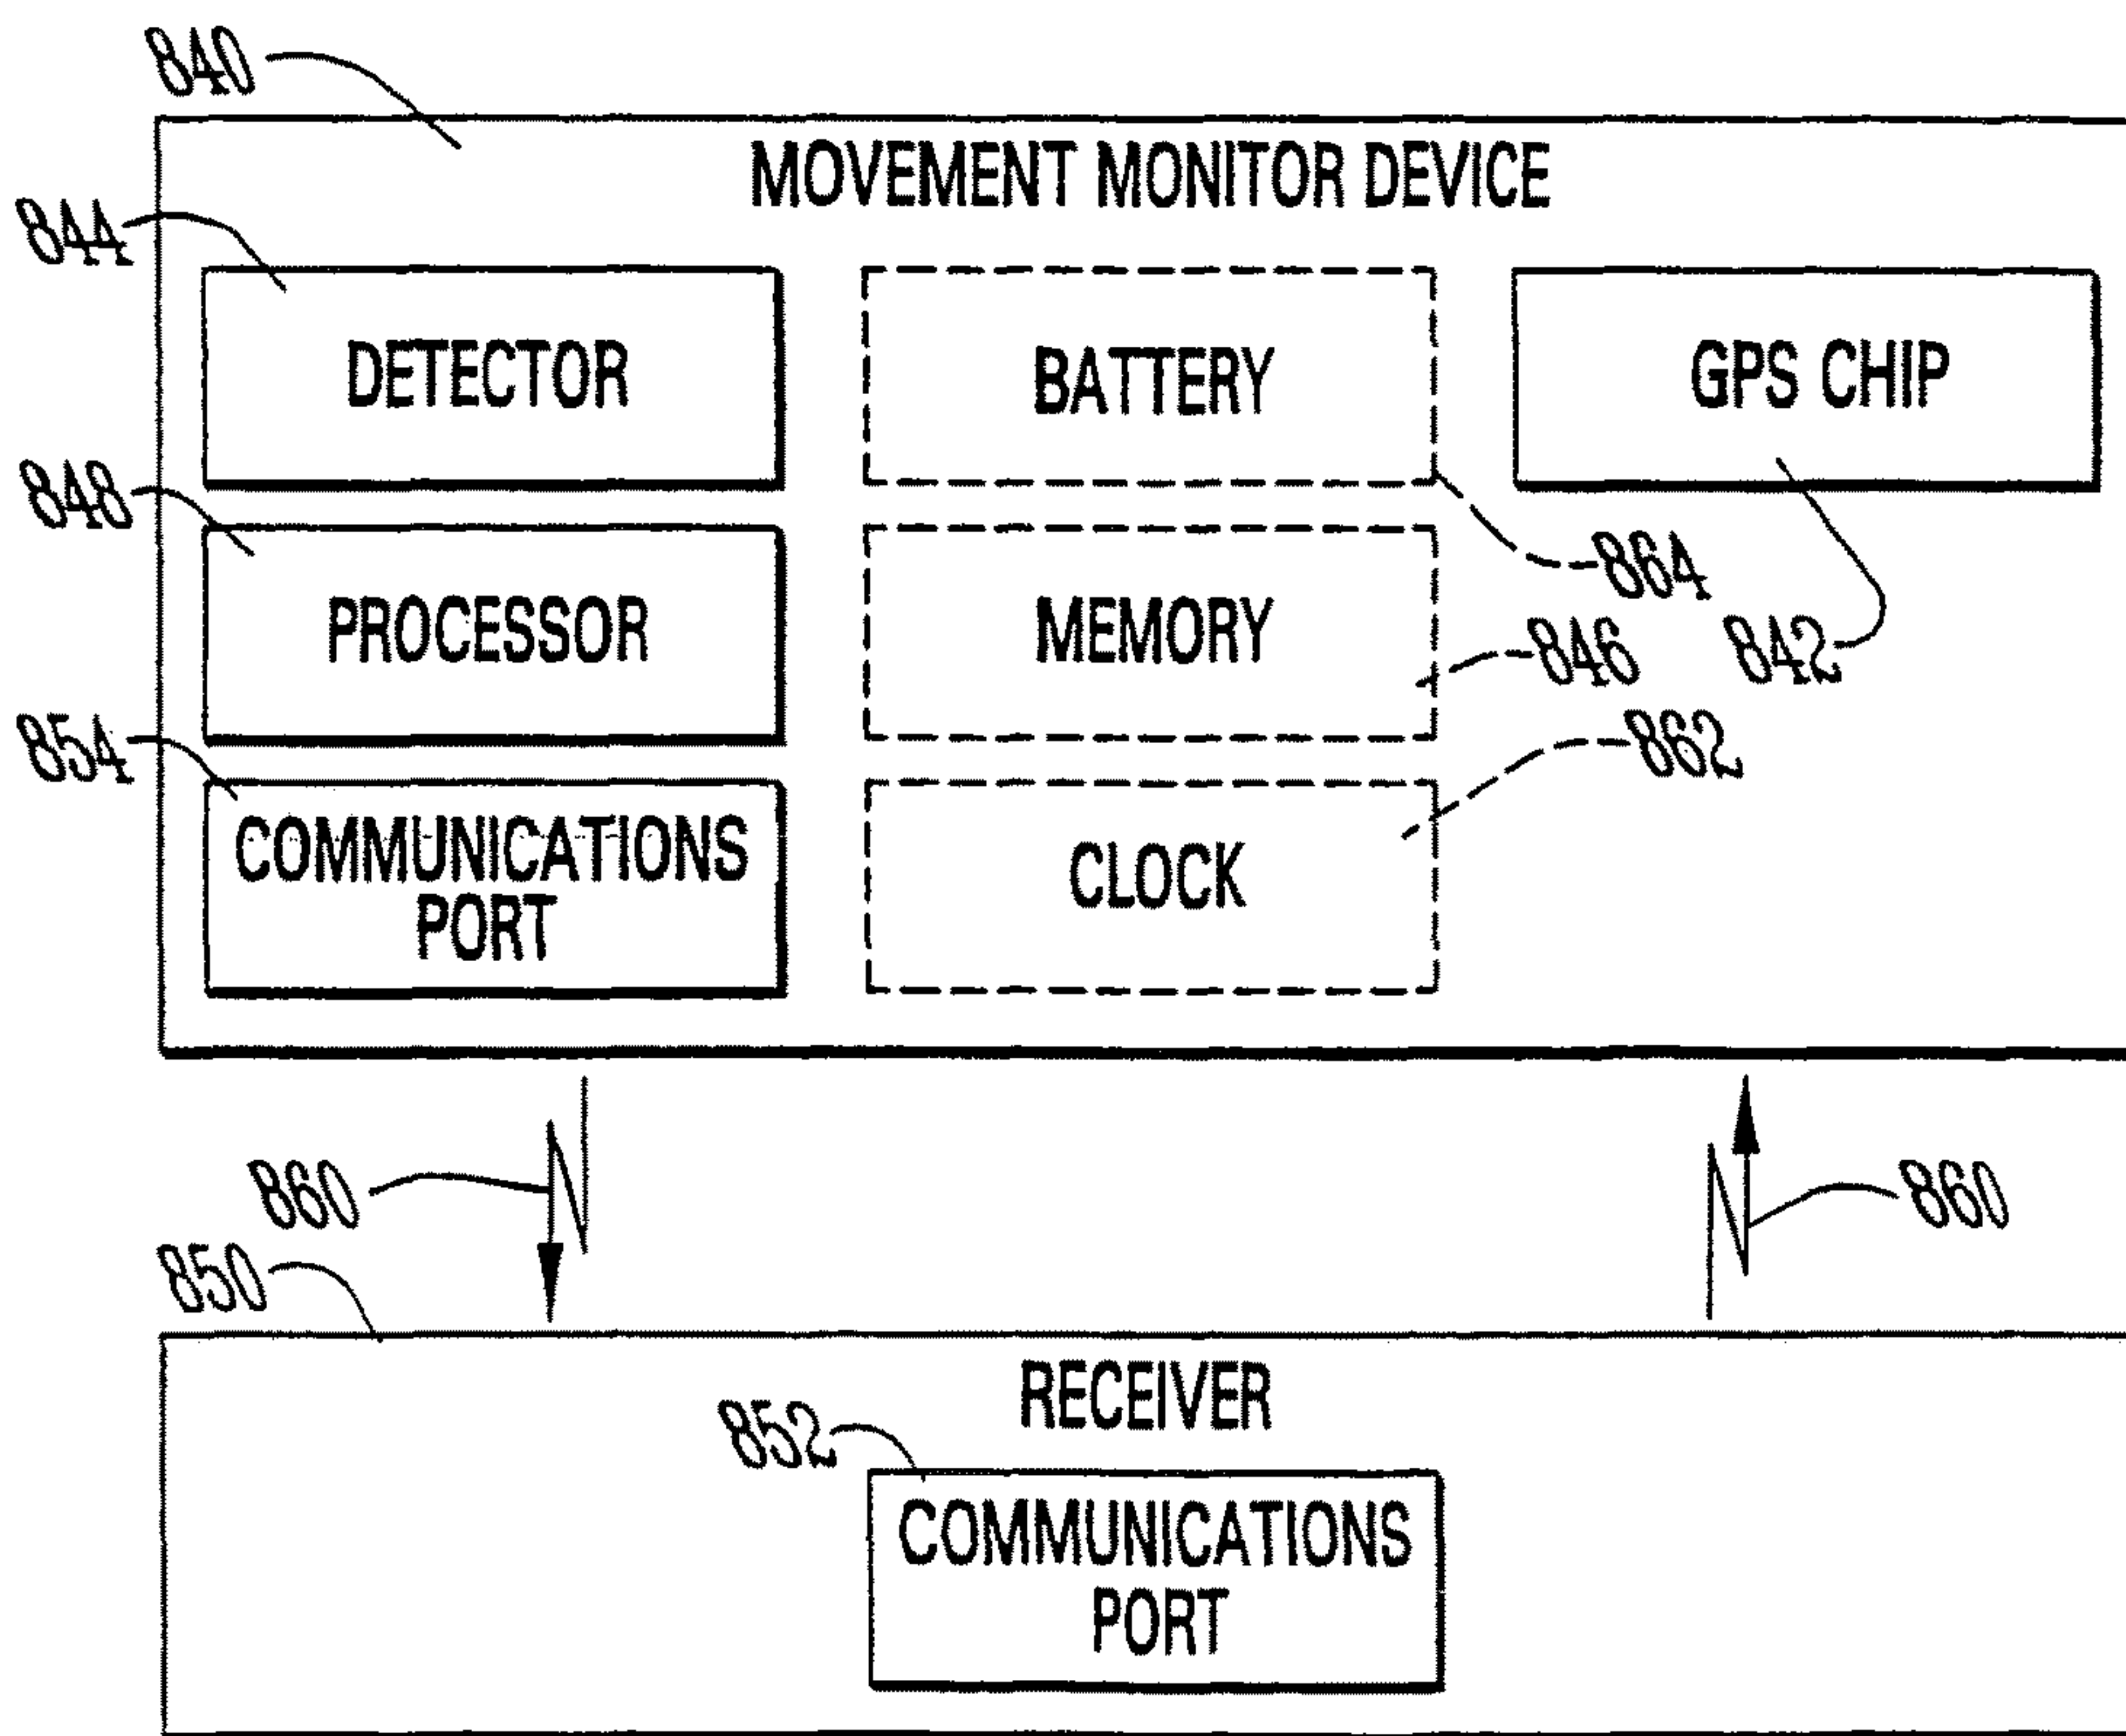 840
MOVEMENT MONITOR DEVICE
844
DETECTOR
BATTERY
GPS CHIP
848
864
PROCESSOR
MEMORY
846
842
854
862
COMMUNICATIONS
PORT
CLOCK
860
860
850
RECEIVER
852
COMMUNICATIONS
PORT